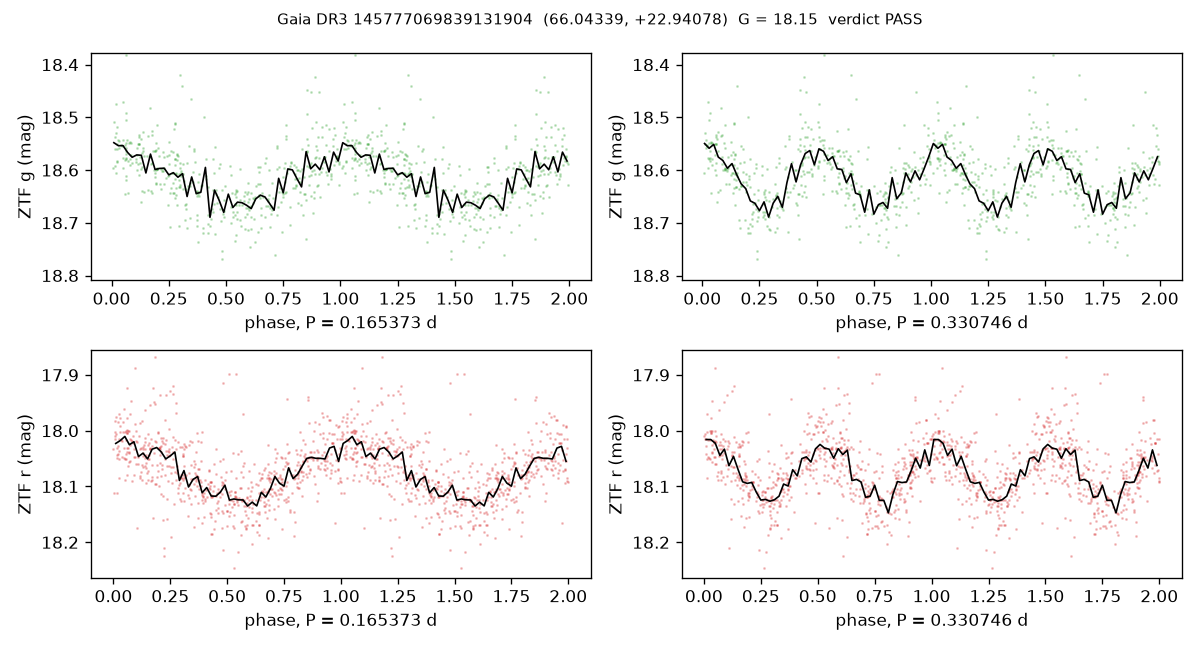 Gaia DR3 145777069839131904 (66.04339, +22.94078) G = 18.15 verdict PASS
ZTF g (mag)
18.4
18.5
18.6
18.7
18.8
0.00 0.25 0.50 0.75 1.00 1.25 1.50 1.75 2.00
phase, P = 0.165373 d
ZTF g (mag)
18.4
18.5
18.6
18.7
18.8
0.00 0.25 0.50 0.75 1.00 1.25 1.50 1.75 2.00
phase, P = 0.330746 d
ZTF r (mag)
17.9
18.0
18.1
18.2
0.00 0.25 0.50 0.75 1.00 1.25 1.50 1.75 2.00
phase, P = 0.165373 d
ZTF r (mag)
17.9
18.0
18.1
18.2
0.00 0.25 0.50 0.75 1.00 1.25 1.50 1.75 2.00
phase, P = 0.330746 d